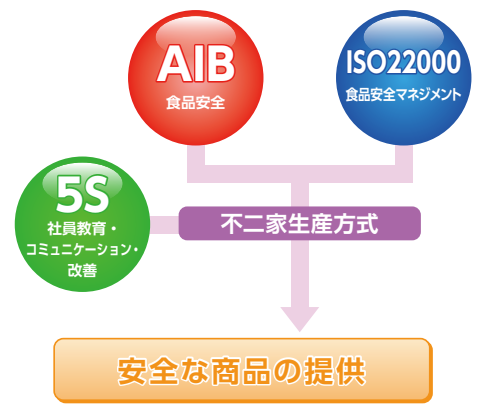 AIB
食品安全
ISO22000
食品安全マネジメント
5S
社員教育・
コミュニケーション・
改善
不二家生産方式
安全な商品の提供